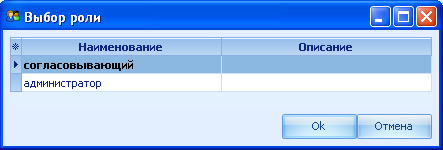 Выбор роли
Наименование Описание
согласовывающий
администратор
Ok Отмена